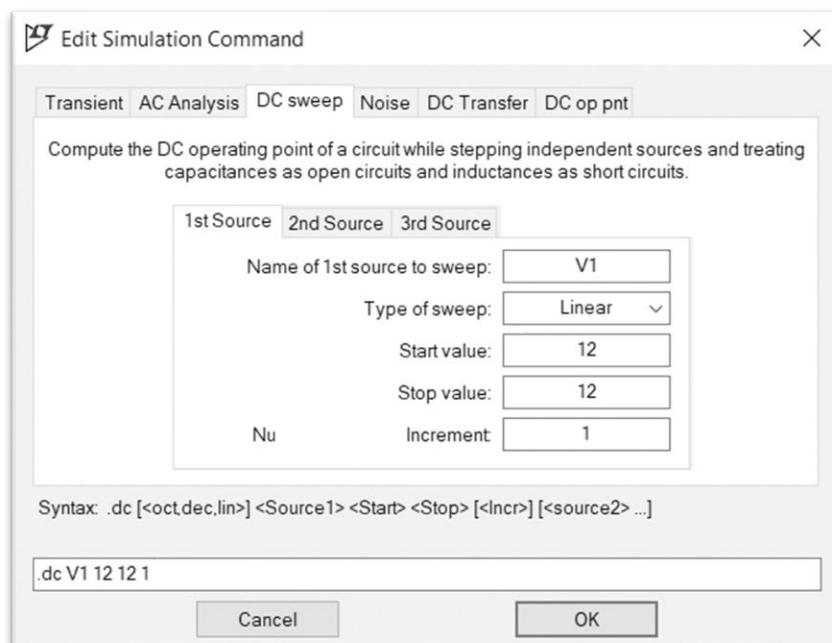 Edit Simulation Command
Transient AC Analysis DC sweep Noise DC Transfer DC op pnt
Compute the DC operating point of a circuit while stepping independent sources and treating
capacitances as open circuits and inductances as short circuits.
1st Source 2nd Source 3rd Source
Name of 1st source to sweep: V1
Type of sweep: Linear
Start value: 12
Stop value: 12
Nu Increment: 1
Syntax: .dc [<oct,dec,lin>] <Source1> <Start> <Stop> [<Incr>] [<source2> ...]
.dc V1 12 12 1
Cancel OK